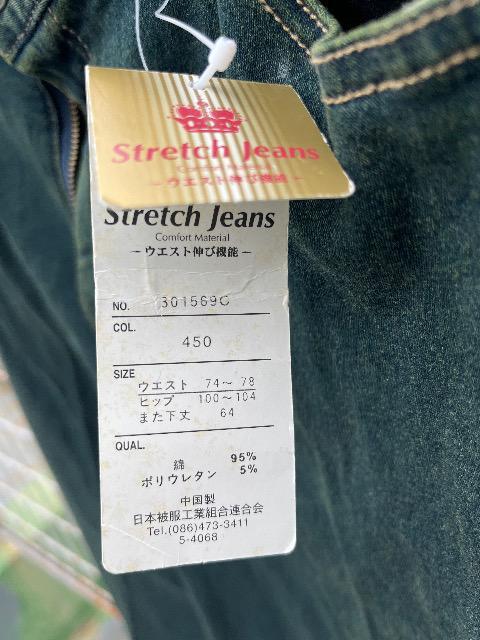 Stretch Jeans
－ウエスト伸び機能－
Stretch Jeans
Comfort Material
－ウエスト伸び機能－
NO. 301569C
COL.
450
SIZE
ウエスト 74～ 78
ヒップ 100～104
また下丈 64
QUAL.
綿 95%
ポリウレタン 5%
中国製
日本被服工業組合連合会
Tel.(086)473-3411
5-4068